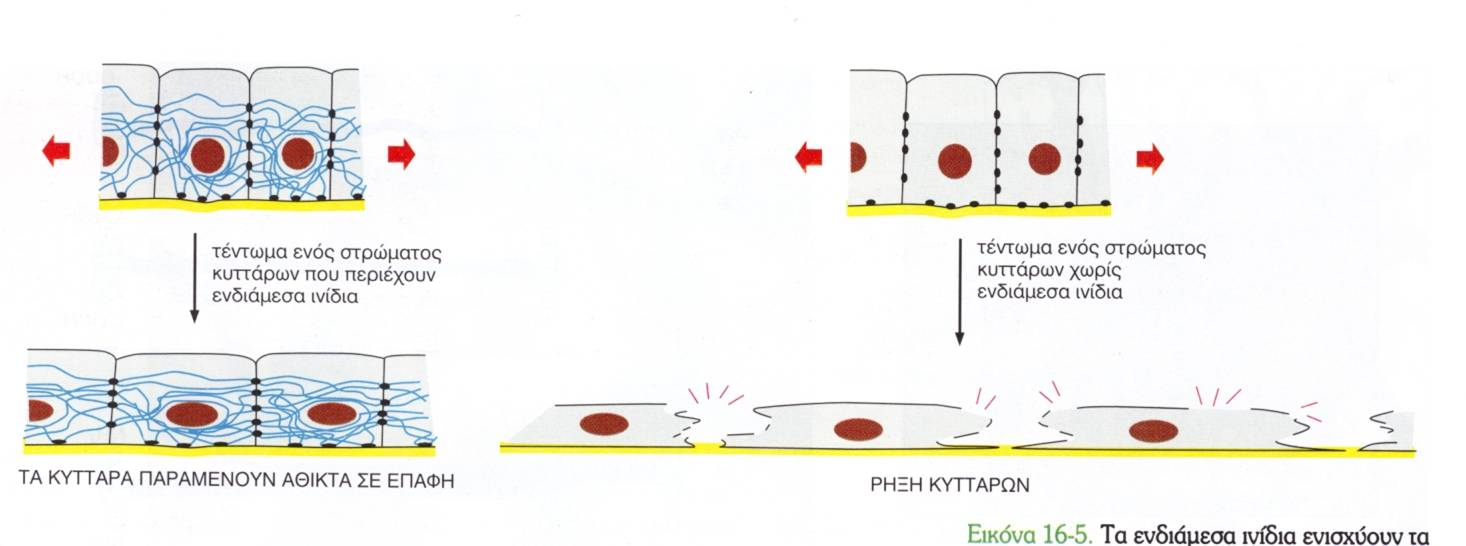 τέντωμα ενός στρώματος
κυττάρων που περιέχουν
ενδιάμεσα ινίδια
τέντωμα ενός στρώματος
κυττάρων χωρίς
ενδιάμεσα ινίδια
ΤΑ ΚΥΤΤΑΡΑ ΠΑΡΑΜΕΝΟΥΝ ΑΘΙΚΤΑ ΣΕ ΕΠΑΦΗ
ΡΗΞΗ ΚΥΤΤΑΡΩΝ
Εικόνα 16-5. Τα ενδιάμεσα ινίδια ενισχύουν τα